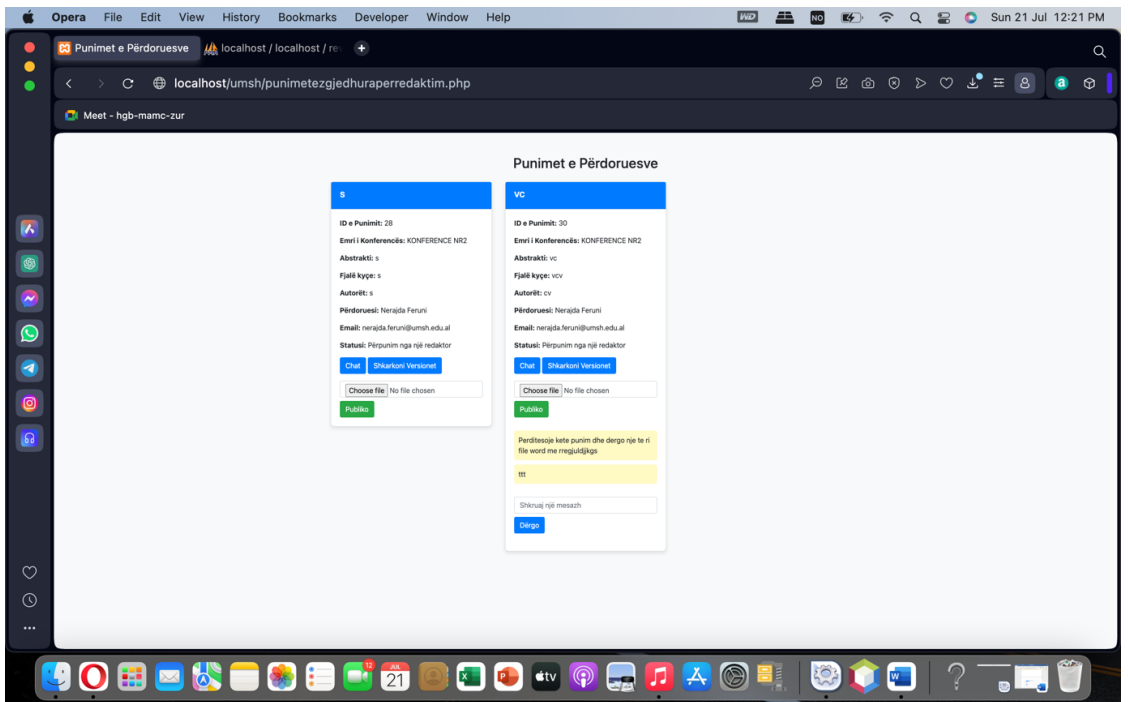 Opera File Edit View History Bookmarks Developer Window Help
WD NO Sun 21 Jul 12:21 PM
Punimet e Përdoruesve localhost / localhost / re
localhost/umsh/punimetezgjedhuraperredaktim.php
Meet - hgb-mamc-zur
Punimet e Përdoruesve
S
ID e Punimit: 28
Emri i Konferencës: KONFERENCE NR2
Abstrakti: s
Fjalë kyçe: s
Autorët: s
Përdoruesi: Nerajda Feruni
Email: nerajda.feruni@umsh.edu.al
Statusi: Përpunim nga një redaktor
Chat Shkarkoni Versionet
Choose file No file chosen
Publiko
VC
ID e Punimit: 30
Emri i Konferencës: KONFERENCE NR2
Abstrakti: vc
Fjalë kyçe: vcv
Autorët: cv
Përdoruesi: Nerajda Feruni
Email: nerajda.feruni@umsh.edu.al
Statusi: Përpunim nga një redaktor
Chat Shkarkoni Versionet
Choose file No file chosen
Publiko
Perditesoje kete punim dhe dergo nje te ri
file word me rregjuldjjkgs
ttt
Shkruaj një mesazh
Dërgo
12
JUL
21
tv